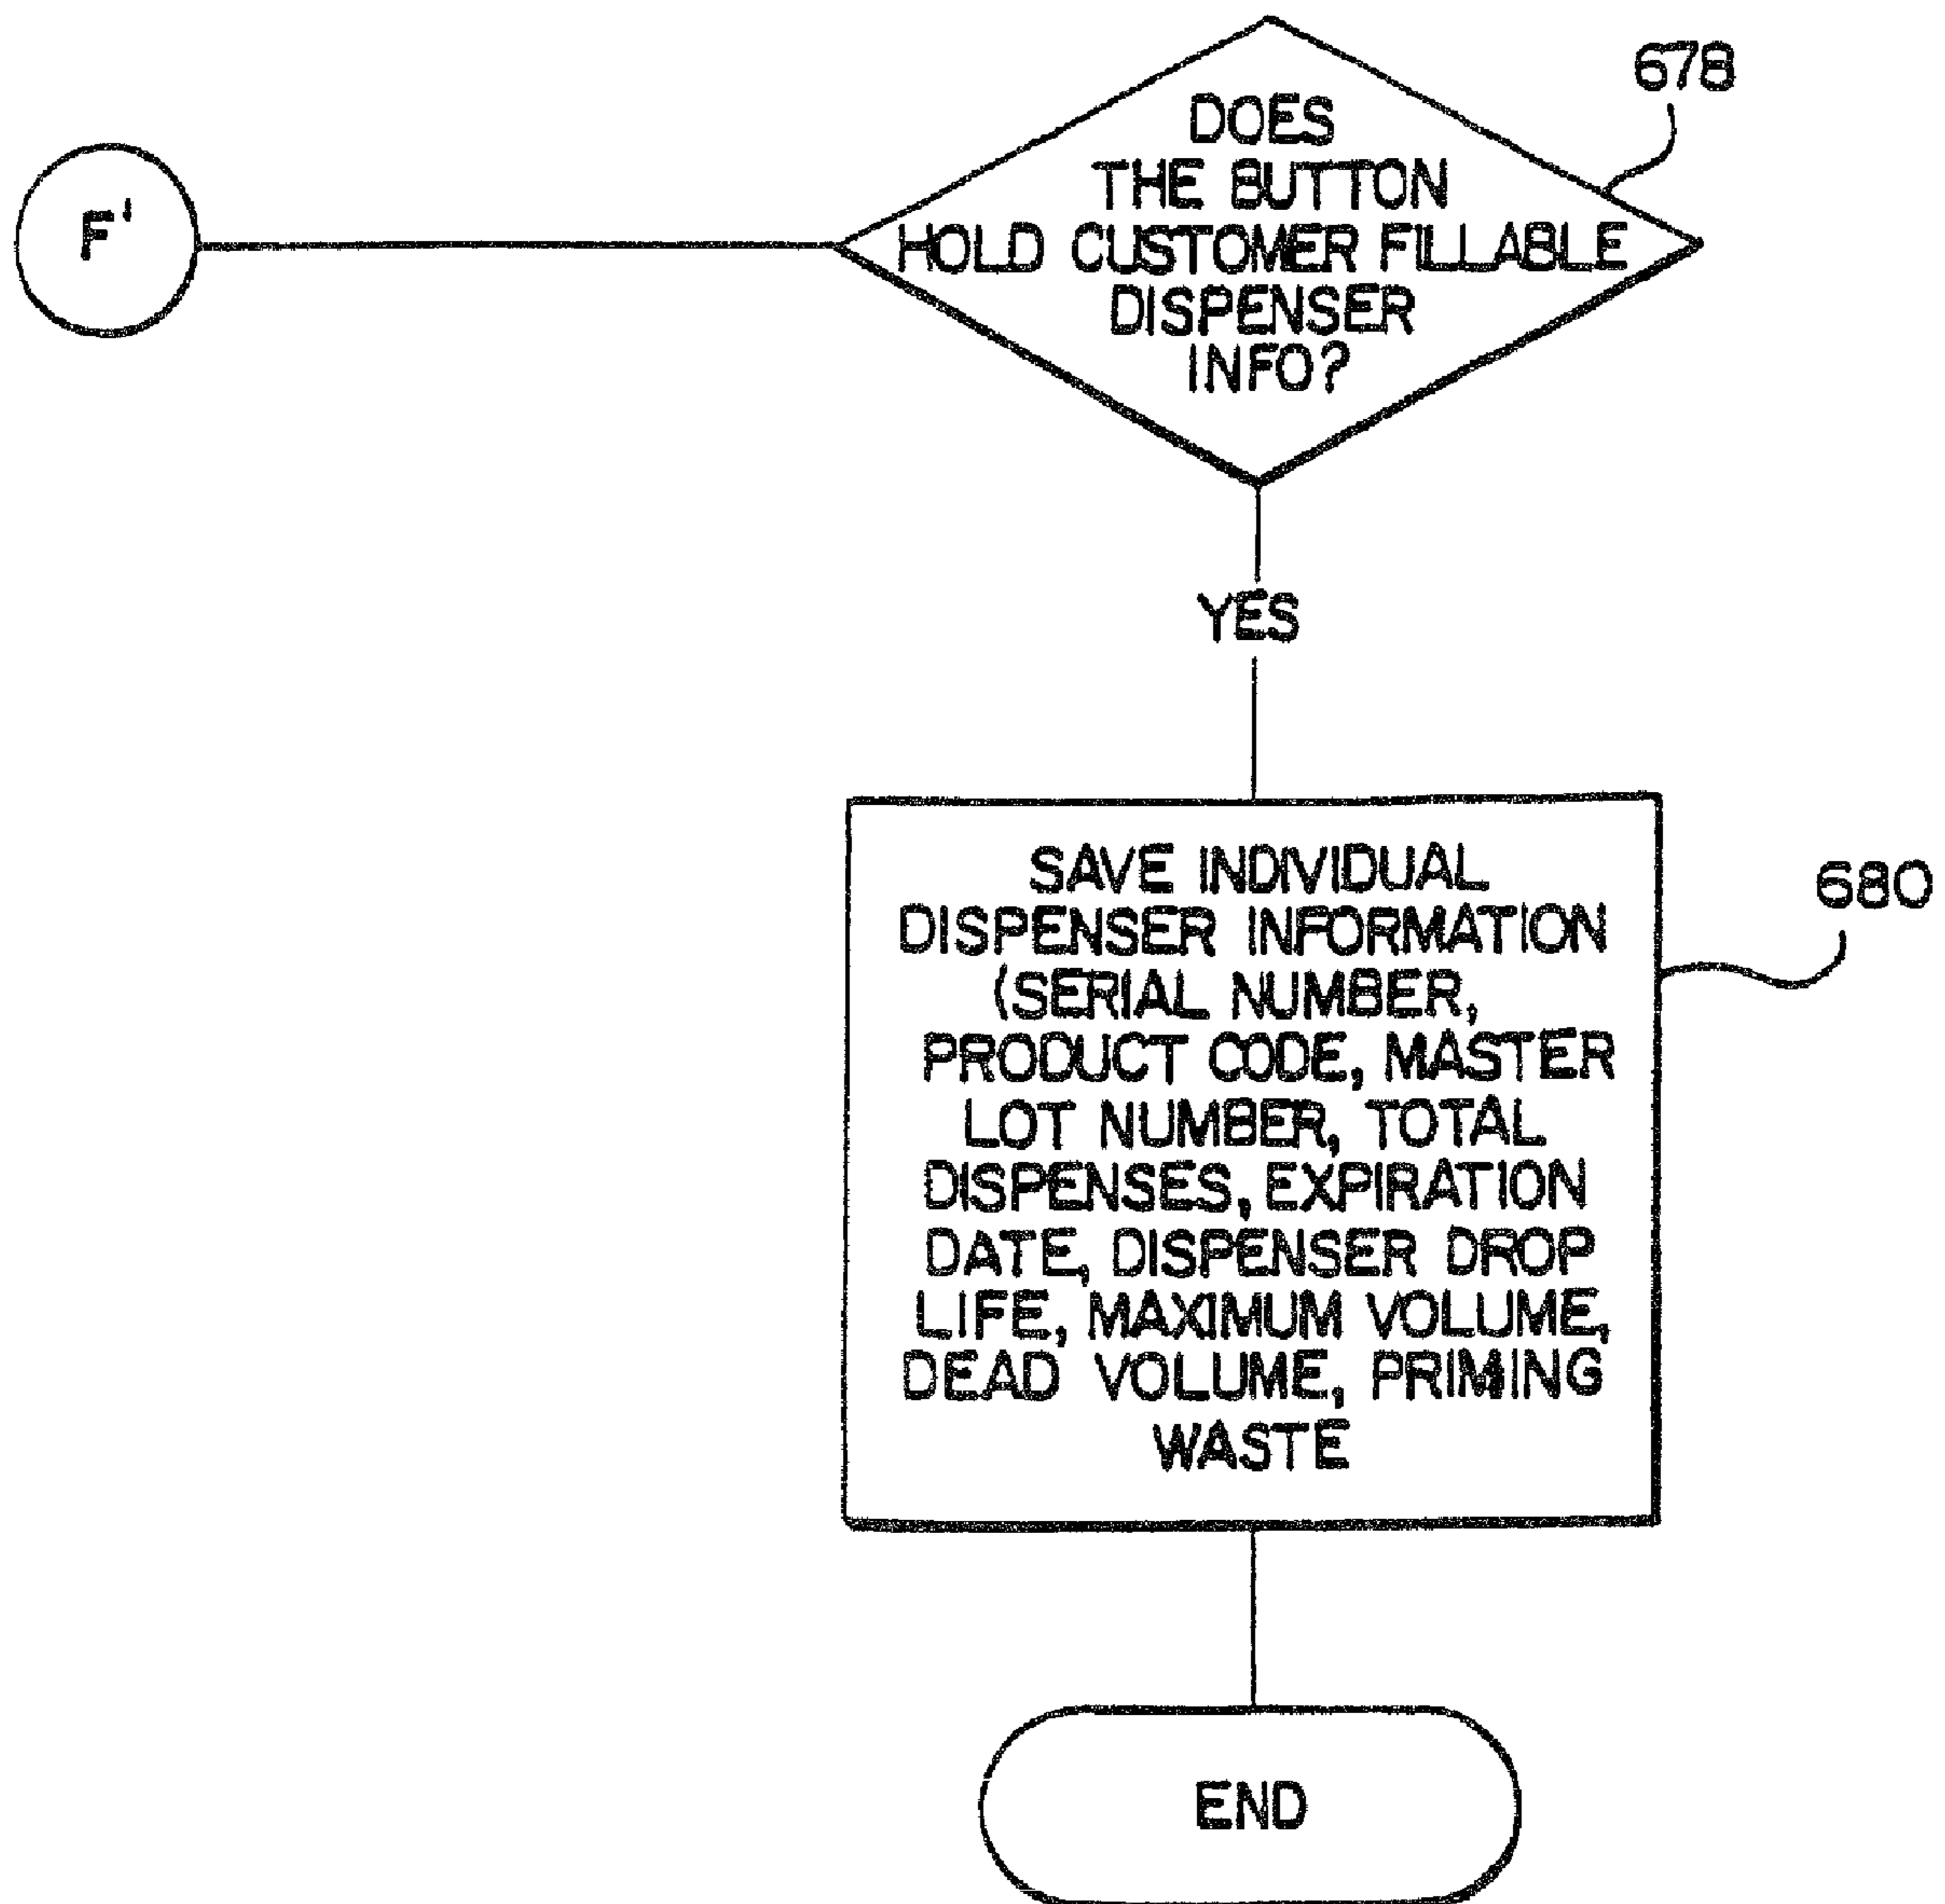 F'
DOES
THE BUTTON
HOLD CUSTOMER FILLABLE
DISPENSER
INFO?
678
YES
SAVE INDIVIDUAL
DISPENSER INFORMATION
(SERIAL NUMBER,
PRODUCT CODE, MASTER
LOT NUMBER, TOTAL
DISPENSES, EXPIRATION
DATE, DISPENSER DROP
LIFE, MAXIMUM VOLUME,
DEAD VOLUME, PRIMING
WASTE
680
END